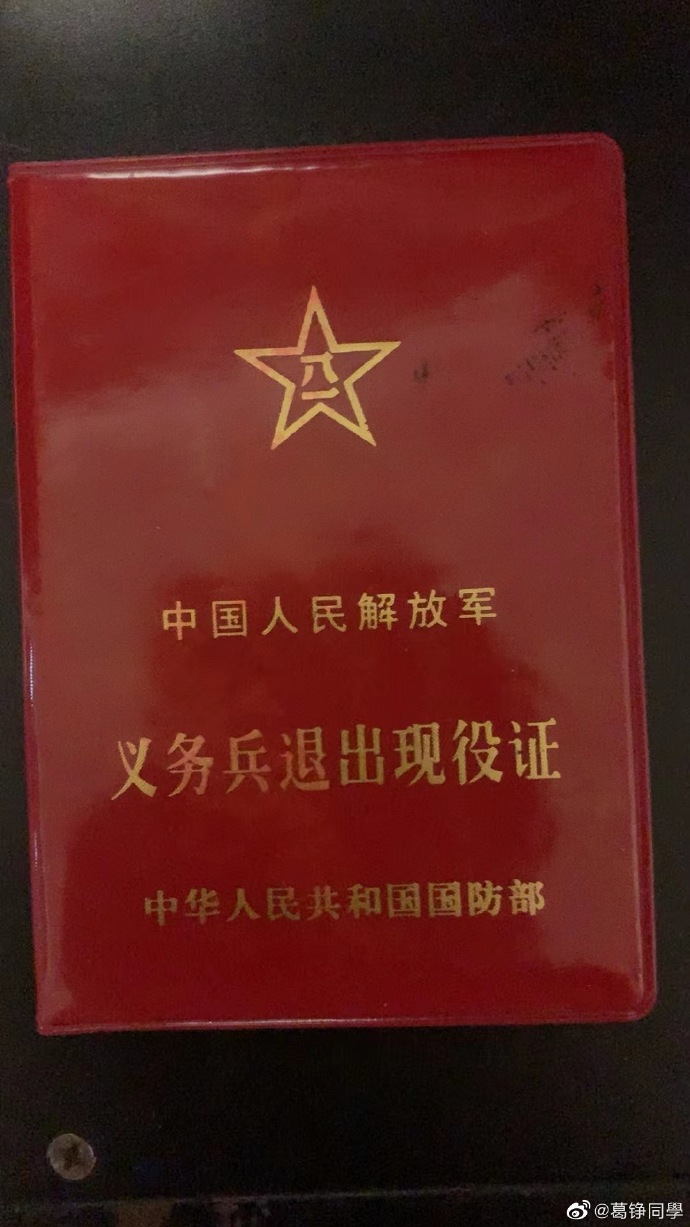 八一
中国人民解放军
义务兵退出现役证
中华人民共和国国防部
@葛铮同學